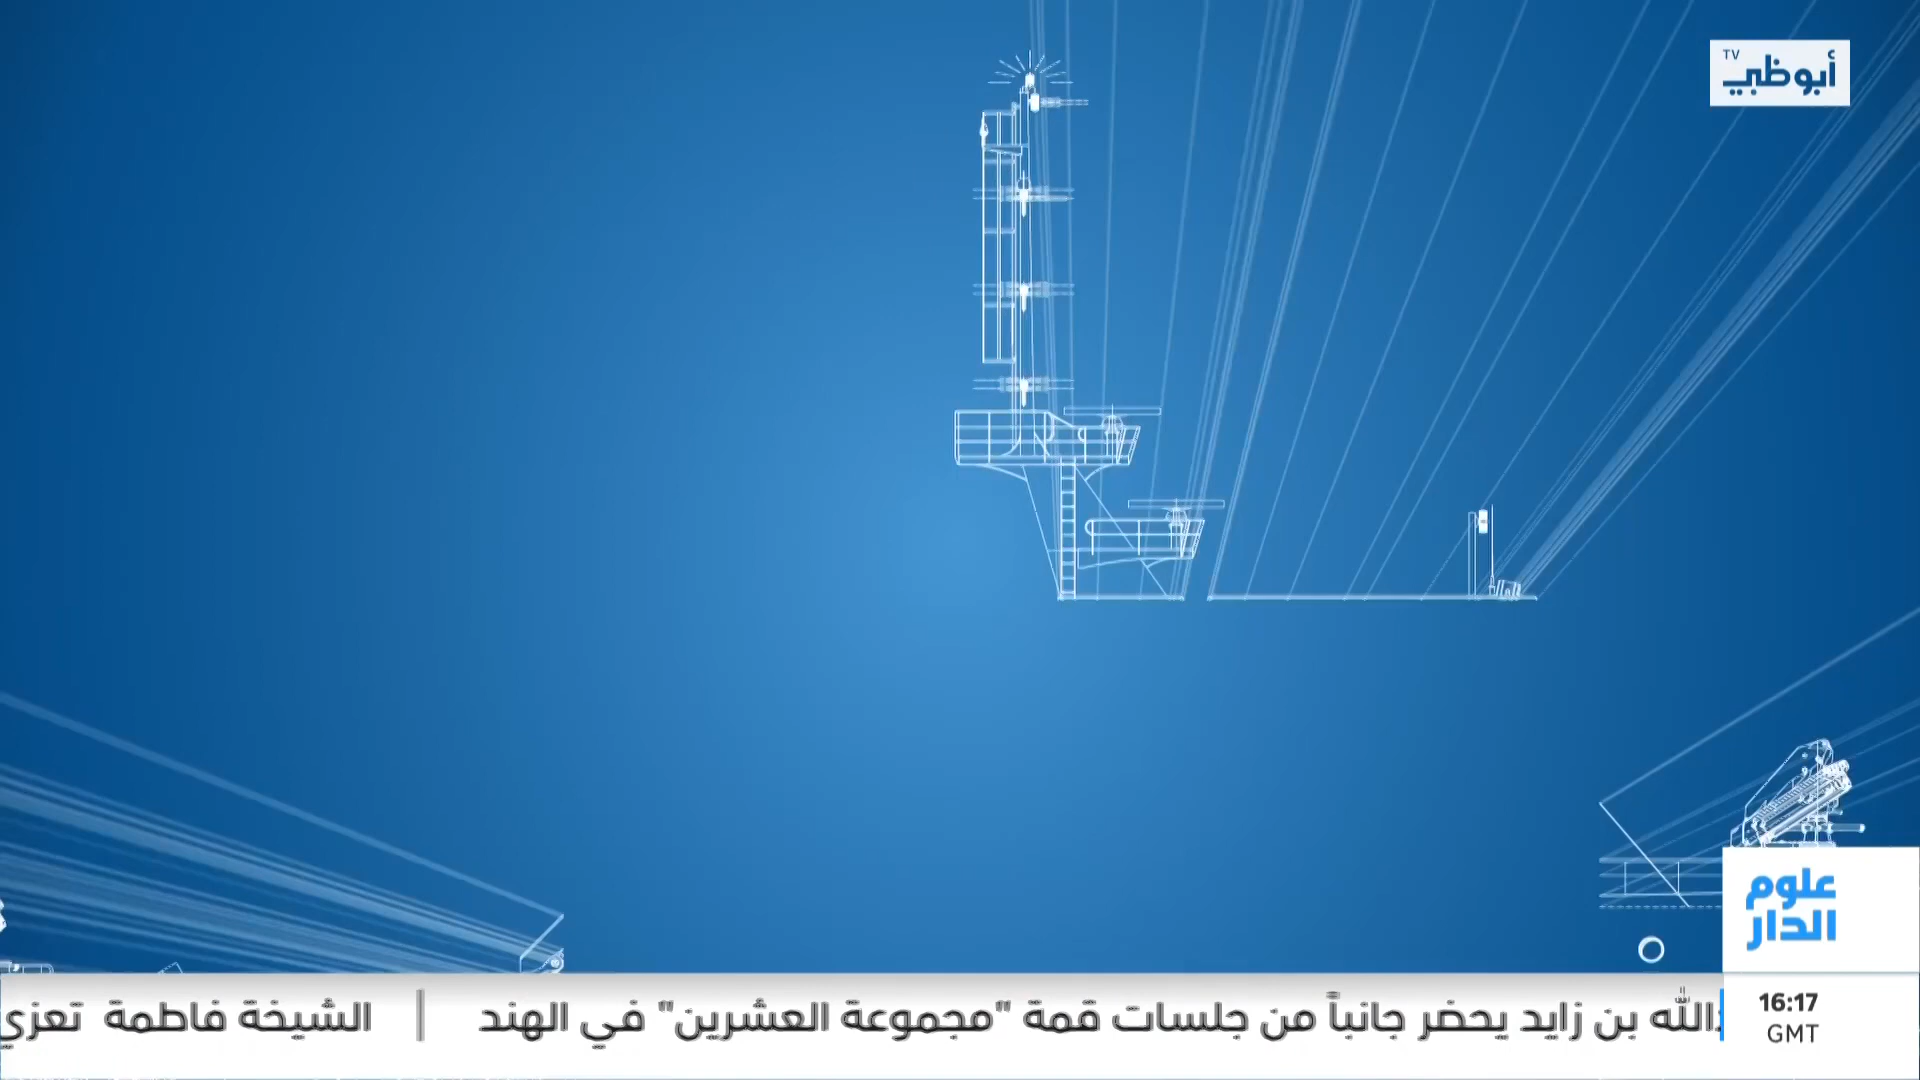 TV
أبوظبي
علوم
الدار
الله بن زايد يحضر جانباً من جلسات قمة "مجموعة العشرين" في الهند | الشيخة فاطمة تعزي
16:17
GMT